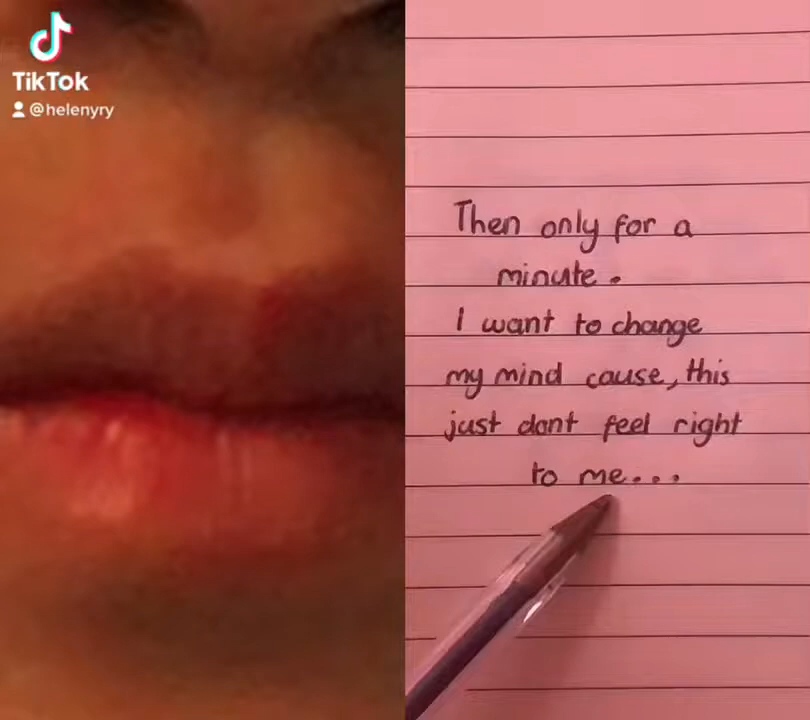 TikTok
@helenyry
Then only for a
minute.
I want to change
my mind cause, this
just dont feel right
to me...